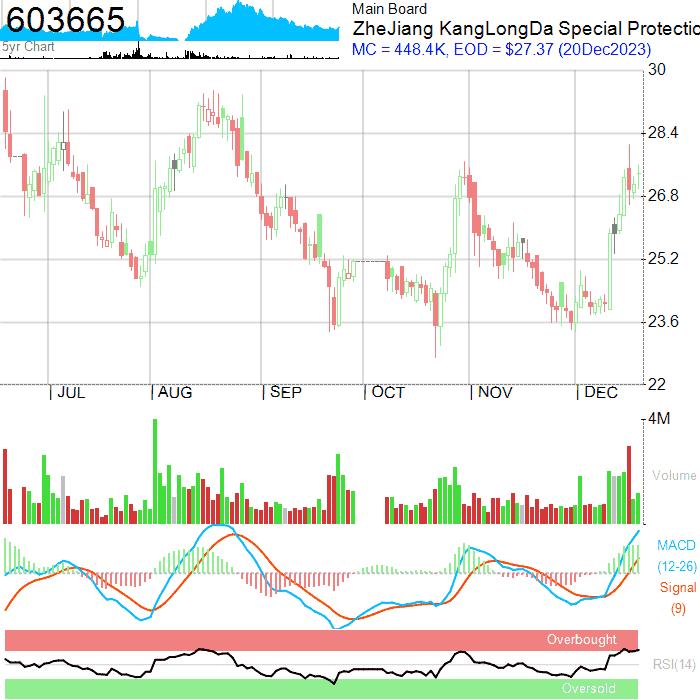 603665
5yr Chart
Main Board
ZheJiang KangLongDa Special Protectio
MC = 448.4K, EOD = $27.37 (20Dec2023)
30
28.4
26.8
25.2
23.6
22
JUL AUG SEP OCT NOV DEC
4M
Volume
MACD
(12-26)
Signal
(9)
Overbought
RSI(14)
Oversold